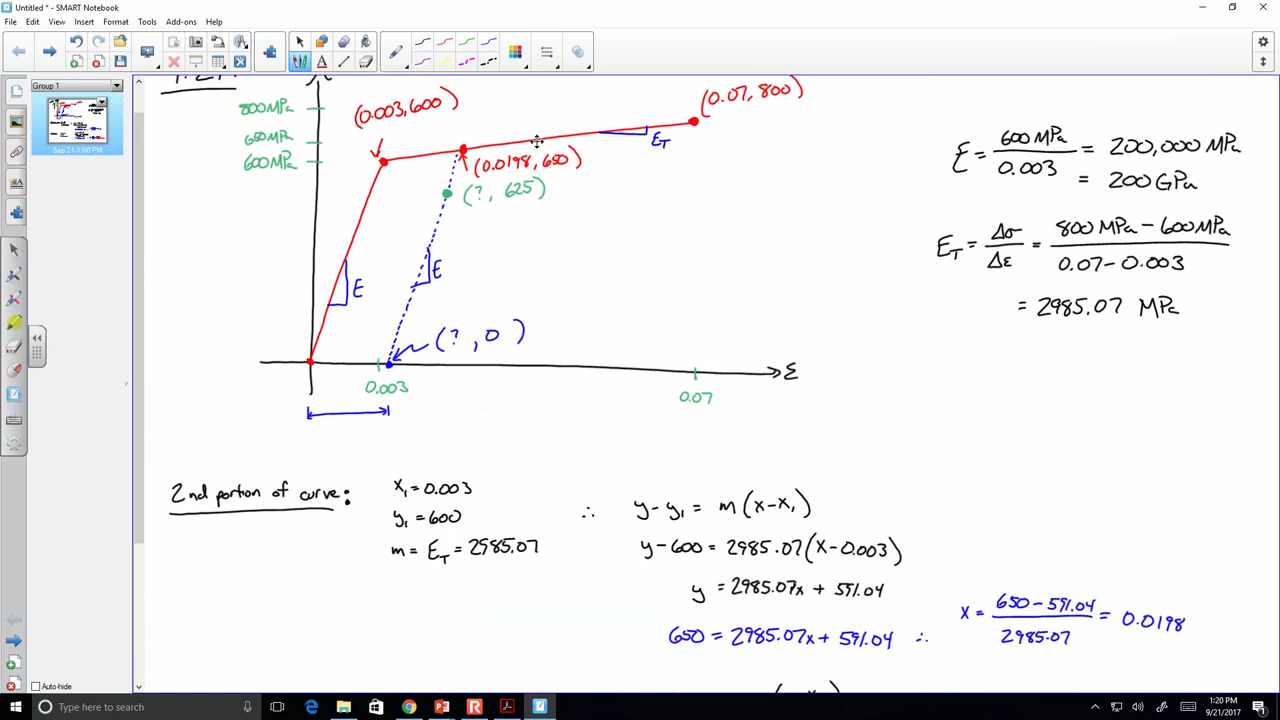 Untitled * - SMART Notebook
File Edit View Insert Format Tools Add-ons Help
Group 1
Sep 21-1:00 PM
800MPa
650MPa
600MPa
(0.003,600)
(0.07,800)
(0.0198,650)
(?, 625)
E_T
E
E
(?, 0)
ε
0.003
0.07
E = 600 MPa / 0.003 = 200,000 MPa
= 200 GPa
E_T = Δσ / Δε = 800 MPa - 600 MPa / 0.07 - 0.003
= 2985.07 MPa
2nd portion of curve:
x₁ = 0.003
y₁ = 600
m = E_T = 2985.07
∴ y - y₁ = m(x - x₁)
y - 600 = 2985.07(x - 0.003)
y = 2985.07x + 591.04
650 = 2985.07x + 591.04 ∴ x = 650 - 591.04 / 2985.07 = 0.0198
Auto-hide
Type here to search
1:20 PM
9/21/2017